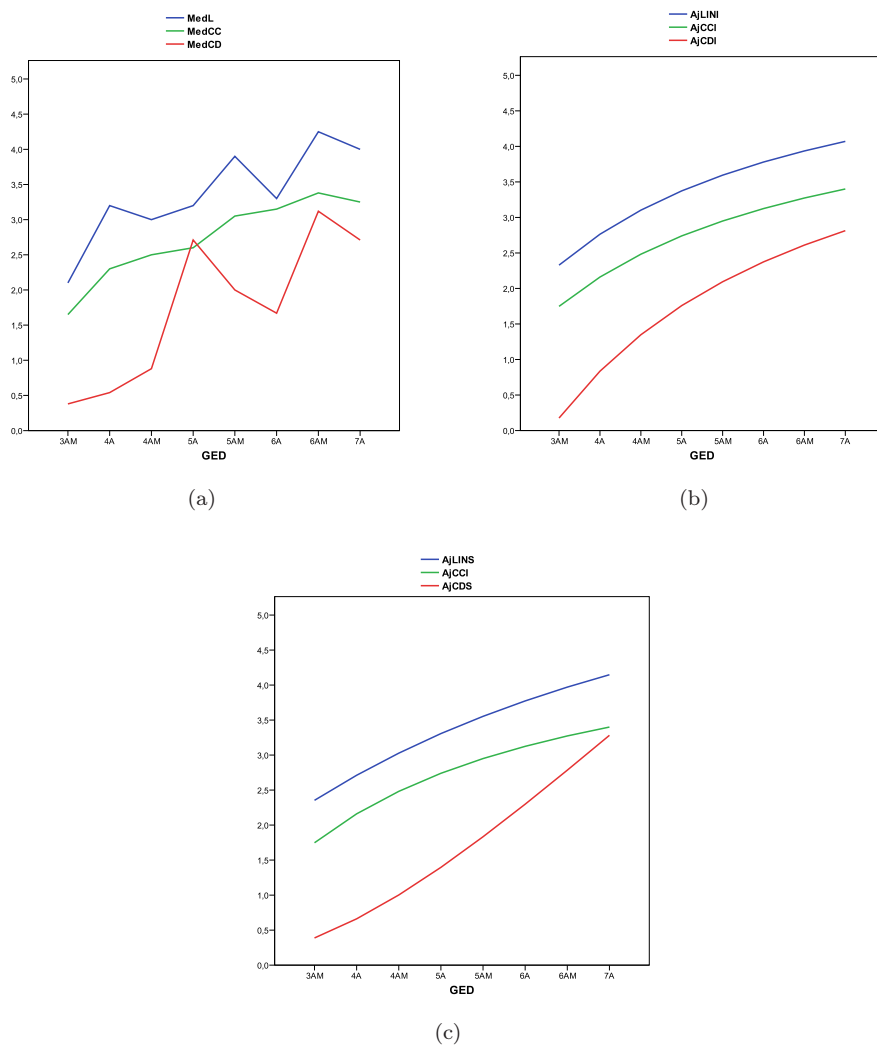 MedL
MedCC
MedCD
5,0
4,5
4,0
3,5
3,0
2,5
2,0
1,5
1,0
0,5
0,0
3AM 4A 4AM 5A 5AM 6A 6AM 7A
GED
(a)
AjLINI
AjCCI
AjCDI
5,0
4,5
4,0
3,5
3,0
2,5
2,0
1,5
1,0
0,5
0,0
3AM 4A 4AM 5A 5AM 6A 6AM 7A
GED
(b)
AjLINS
AjCCI
AjCDS
5,0
4,5
4,0
3,5
3,0
2,5
2,0
1,5
1,0
0,5
0,0
3AM 4A 4AM 5A 5AM 6A 6AM 7A
GED
(c)